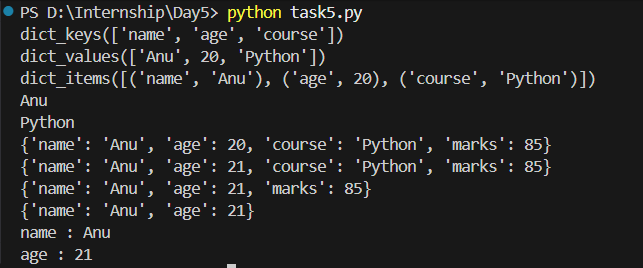 PS D:\Internship\Day5> python task5.py
dict_keys(['name', 'age', 'course'])
dict_values(['Anu', 20, 'Python'])
dict_items([('name', 'Anu'), ('age', 20), ('course', 'Python')])
Anu
Python
{'name': 'Anu', 'age': 20, 'course': 'Python', 'marks': 85}
{'name': 'Anu', 'age': 21, 'course': 'Python', 'marks': 85}
{'name': 'Anu', 'age': 21, 'marks': 85}
{'name': 'Anu', 'age': 21}
name : Anu
age : 21